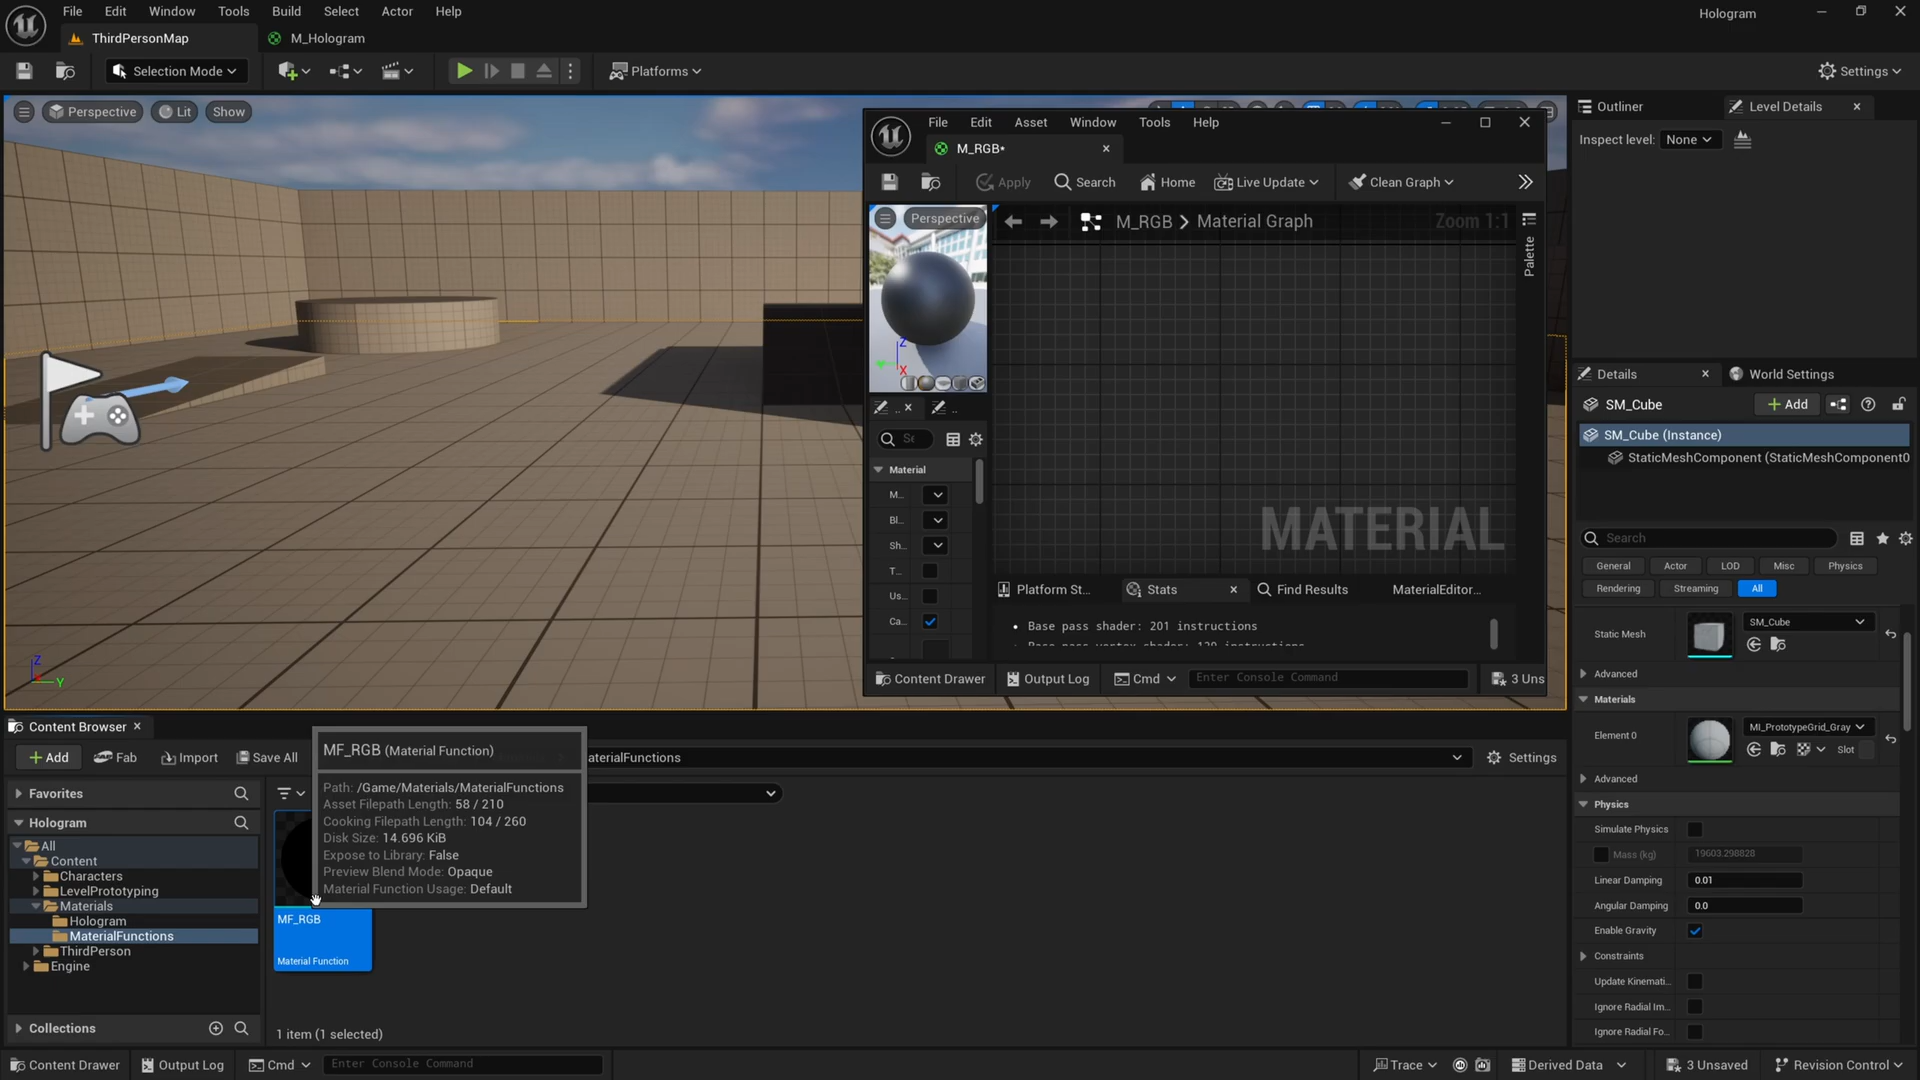 File Edit Window Tools Build Select Actor Help
Hologram
ThirdPersonMap
M_Hologram
Selection Mode
Platforms
Settings
Perspective
Lit
Show
File Edit Asset Window Tools Help
M_RGB*
Apply
Search
Home
Live Update
Clean Graph
Perspective
M_RGB
Material Graph
Zoom 1:1
Palette
Z
X
Material
M..
Bl..
Sh..
T..
Us..
Ca..
MATERIAL
Platform St...
Stats
Find Results
MaterialEditor...
Base pass shader: 201 instructions
Content Drawer
Output Log
Cmd
Enter Console Command
3 Uns
Z
Y
Outliner
Level Details
Inspect level:
None
Details
World Settings
SM_Cube
Add
SM_Cube (Instance)
StaticMeshComponent (StaticMeshComponent0
Search
General
Actor
LOD
Misc
Physics
Rendering
Streaming
All
Static Mesh
SM_Cube
Advanced
Materials
Element 0
MI_PrototypeGrid_Gray
Slot
Advanced
Physics
Simulate Physics
Mass (kg)
19603.298828
Linear Damping
0.01
Angular Damping
0.0
Enable Gravity
Constraints
Update Kinemati...
Ignore Radial Im...
Ignore Radial Fo...
Content Browser
Add
Fab
Import
Save All
aterialFunctions
Settings
MF_RGB (Material Function)
Path: /Game/Materials/MaterialFunctions
Asset Filepath Length: 58 / 210
Cooking Filepath Length: 104 / 260
Disk Size: 14.696 KiB
Expose to Library: False
Preview Blend Mode: Opaque
Material Function Usage: Default
Favorites
Hologram
All
Content
Characters
LevelPrototyping
Materials
Hologram
MaterialFunctions
ThirdPerson
Engine
Collections
MF_RGB
Material Function
1 item (1 selected)
Content Drawer
Output Log
Cmd
Enter Console Command
Trace
Derived Data
3 Unsaved
Revision Control